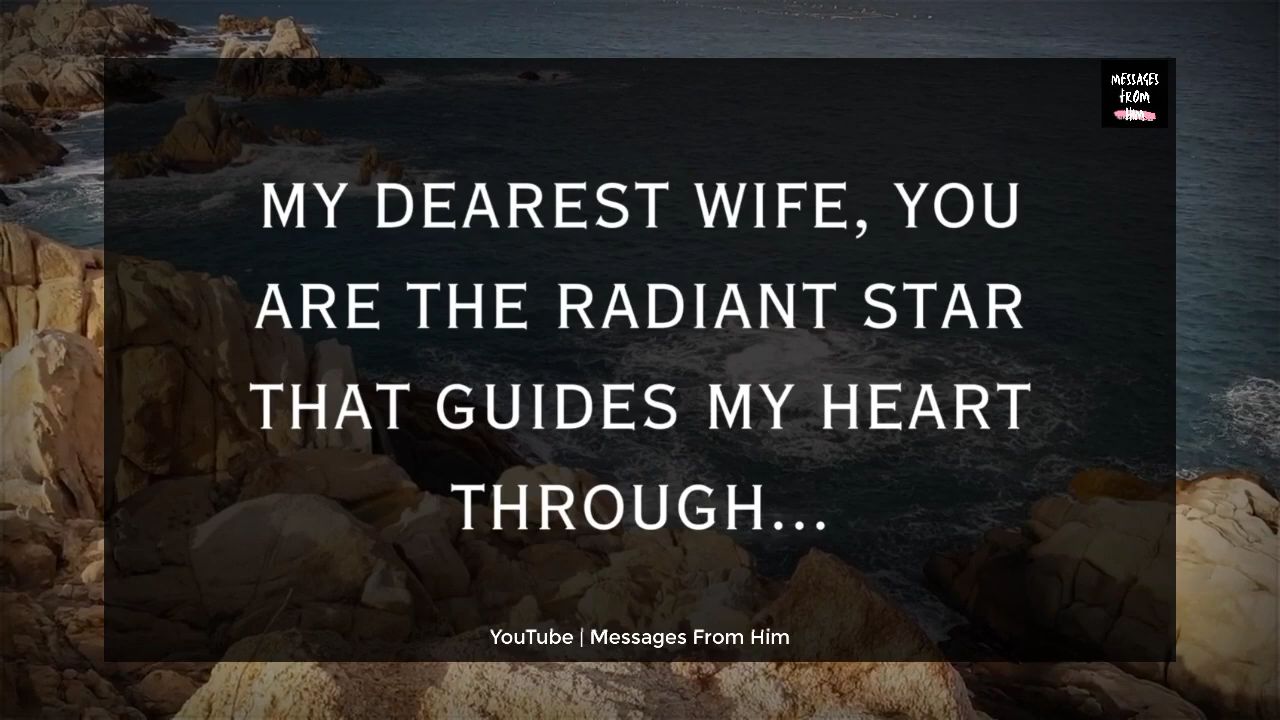 MESSAGES
FROM
Him
MY DEAREST WIFE, YOU
ARE THE RADIANT STAR
THAT GUIDES MY HEART
THROUGH...
YouTube | Messages From Him